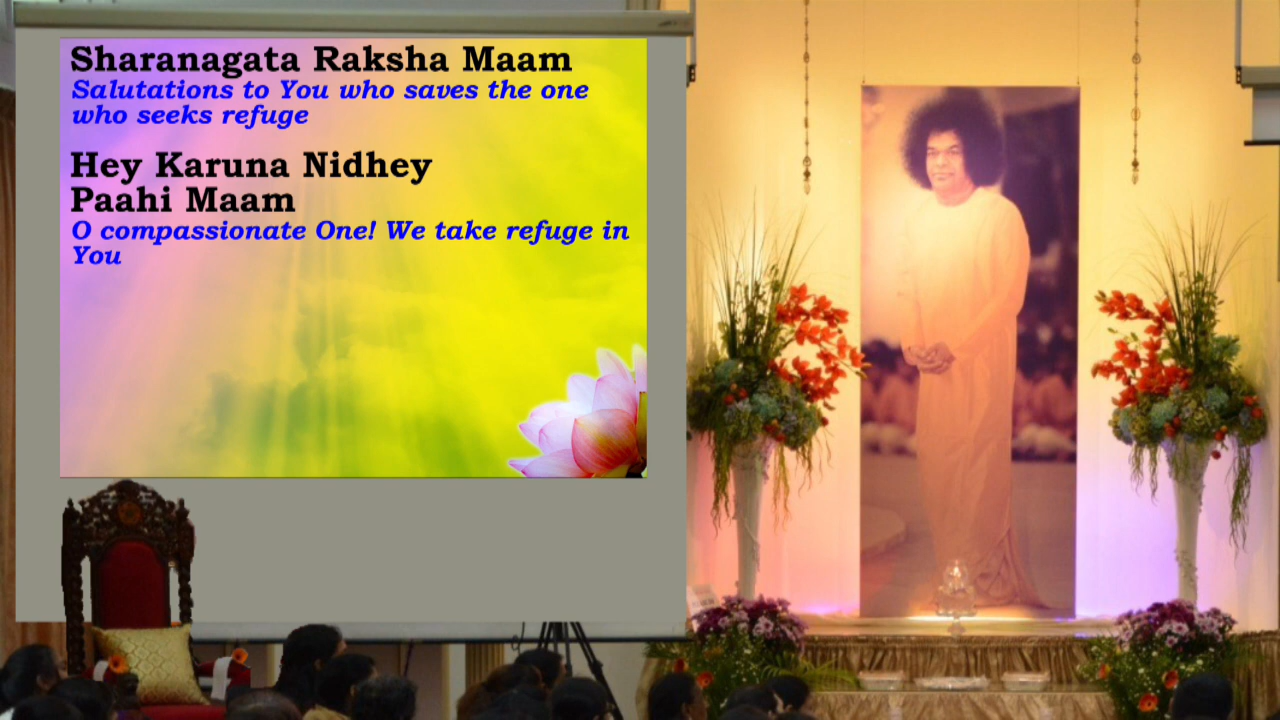 Sharanagata Raksha Maam
Salutations to You who saves the one
who seeks refuge
Hey Karuna Nidhey
Paahi Maam
O compassionate One! We take refuge in
You